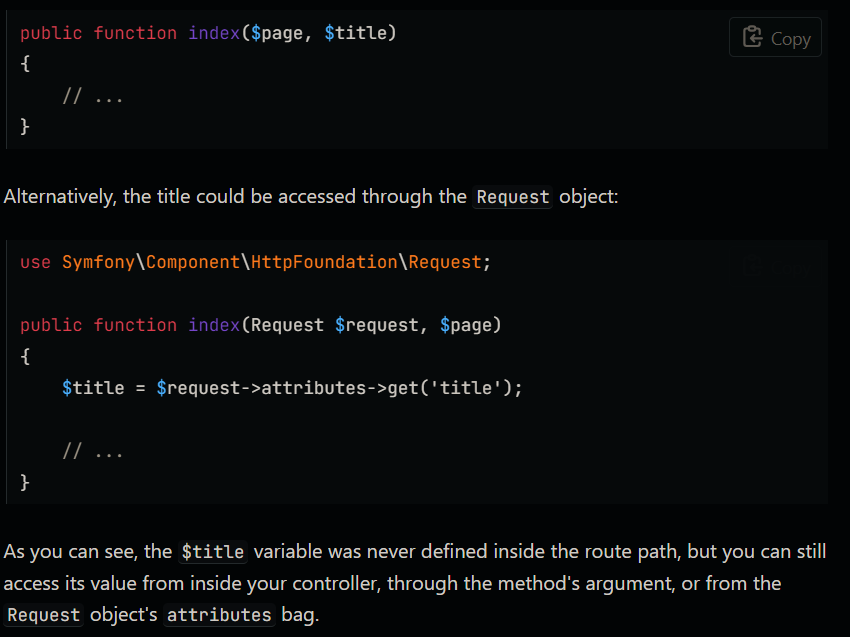 public function index($page, $title)
Copy
{
    // ...
}
Alternatively, the title could be accessed through the Request object:
use Symfony\Component\HttpFoundation\Request;
public function index(Request $request, $page)
{
    $title = $request->attributes->get('title');
    // ...
}
As you can see, the $title variable was never defined inside the route path, but you can still
access its value from inside your controller, through the method's argument, or from the
Request object's attributes bag.